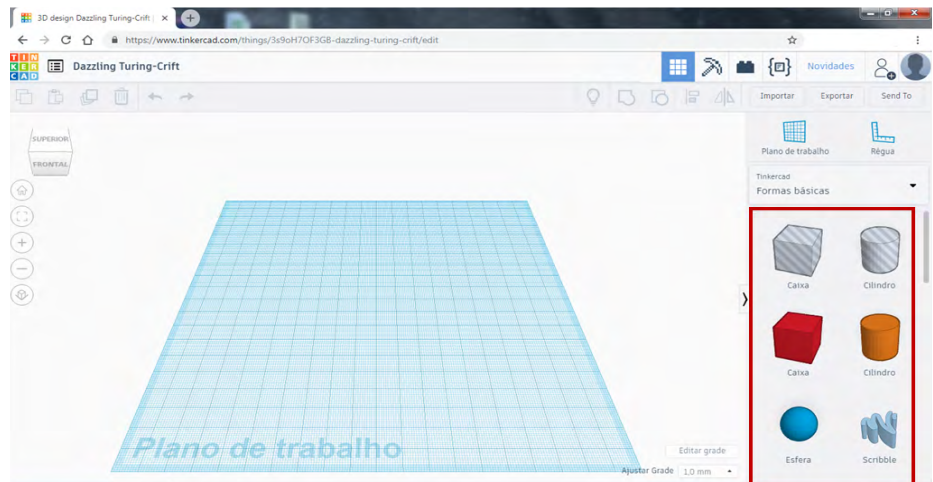 3D design Dazzling Turing-Crift
https://www.tinkercad.com/things/3s9oH7OF3GB-dazzling-turing-crift/edit
TIN
KER
CAD
Dazzling Turing-Crift
Novidades
Importar
Exportar
Send To
SUPERIOR
FRONTAL
Plano de trabalho
Régua
Tinkercad
Formas básicas
Caixa
Cilindro
Caixa
Cilindro
Esfera
Scribble
Plano de trabalho
Editar grade
Ajustar Grade 1,0 mm